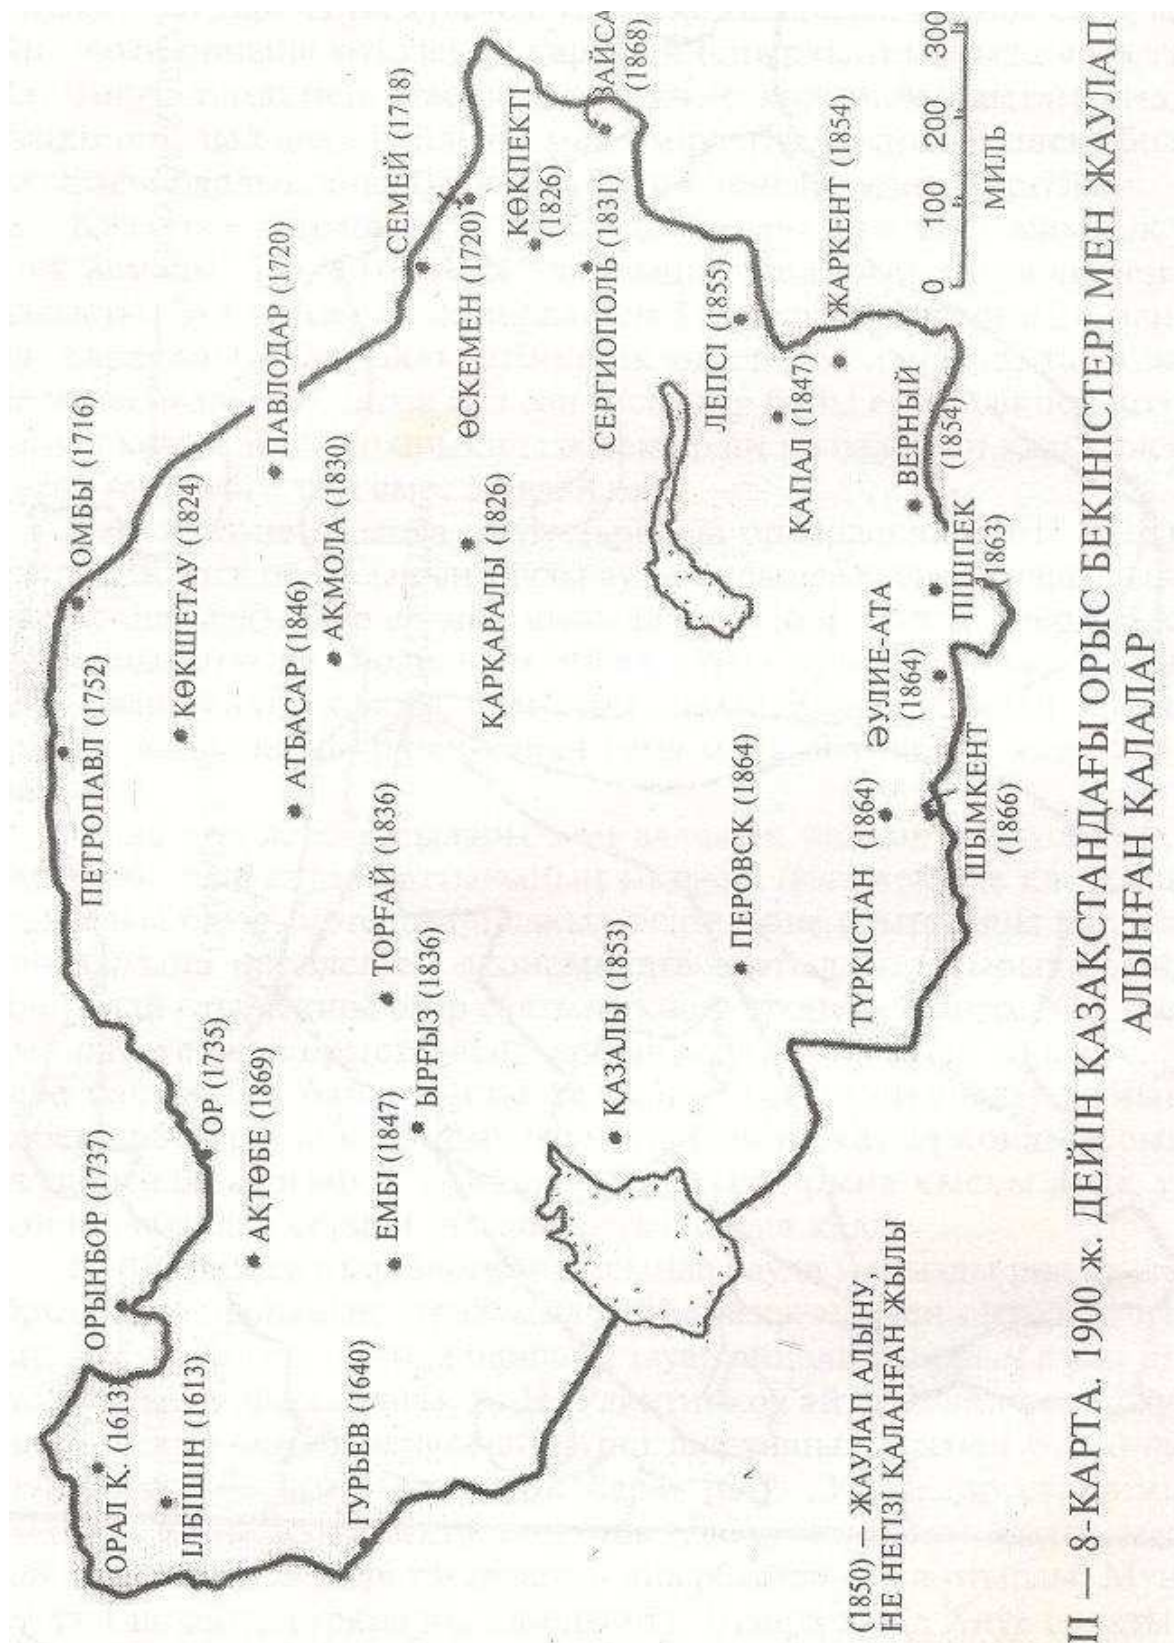 ОРАЛ Қ. (1613)
ІЛБІШІН (1613)
ГУРЬЕВ (1640)
ОРЫНБОР (1737)
ОР (1735)
АҚТӨБЕ (1869)
ЕМБІ (1847)
ЫРҒЫЗ (1836)
ТОРҒАЙ (1836)
ПЕТРОПАВЛ (1752)
ОМБЫ (1716)
КӨКШЕТАУ (1824)
АТБАСАР (1846)
АҚМОЛА (1830)
ПАВЛОДАР (1720)
ҚАРҚАРАЛЫ (1826)
СЕМЕЙ (1718)
ӨСКЕМЕН (1720)
КӨКПЕКТІ
(1826)
ЗАЙСА
(1868)
СЕРГИОПОЛЬ (1831)
ЛЕПСІ (1855)
ҚАПАЛ (1847)
ЖАРКЕНТ (1854)
ВЕРНЫЙ
(1854)
ПІШПЕК
(1863)
ӘУЛИЕ-АТА
(1864)
ШЫМКЕНТ
(1866)
ТҮРКІСТАН (1864)
ПЕРОВСК (1864)
ҚАЗАЛЫ (1853)
0 100 200 300
МИЛЬ
(1850) — ЖАУЛАП АЛЫНУ,
НЕ НЕГІЗІ ҚАЛАНҒАН ЖЫЛЫ
II — 8-КАРТА. 1900 ж. ДЕЙІН ҚАЗАҚСТАНДАҒЫ ОРЫС БЕКІНІСТЕРІ МЕН ЖАУЛАП
АЛЫНҒАН ҚАЛАЛАР